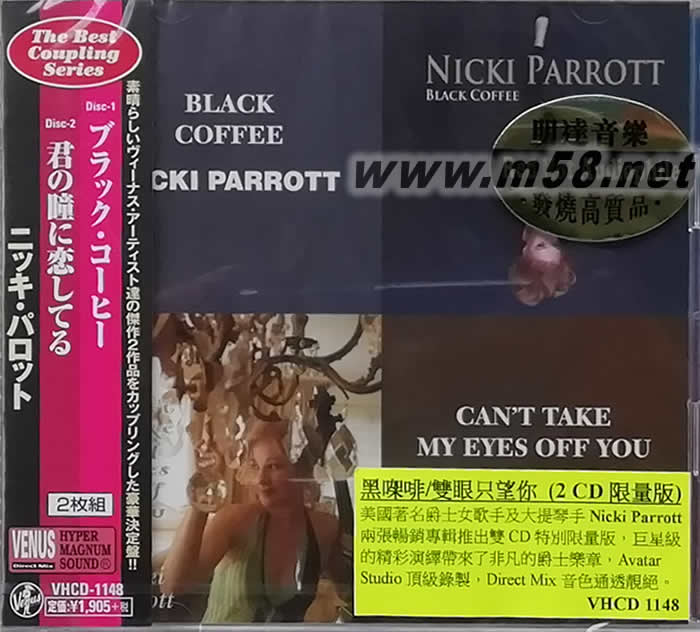 The Best
Coupling
Series
Disc-1
ブラック・コーヒー
Disc-2
君の瞳に恋してる
ニッキ・パロット
2枚組
VENUS
Direct Mix
HYPER
MAGNUM
SOUND
Venus
VHCD-1148
定価:¥1,905+税
素晴らしいヴィーナス・アーティスト達の傑作2作品をカップリングした豪華決定盤!!
BLACK
COFFEE
CKI PARROTT
NICKI PARROTT
BLACK COFFEE
明達音樂
www.m58.net
發燒高質品
CAN'T TAKE
MY EYES OFF YOU
黑㗎啡/雙眼只望你 (2 CD 限量版)
美國著名爵士女歌手及大提琴手 Nicki Parrott
兩張暢銷專輯推出雙 CD 特別限量版，巨星級
的精彩演繹帶來了非凡的爵士樂章，Avatar
Studio 頂級錄製，Direct Mix 音色通透靚絕。
VHCD 1148